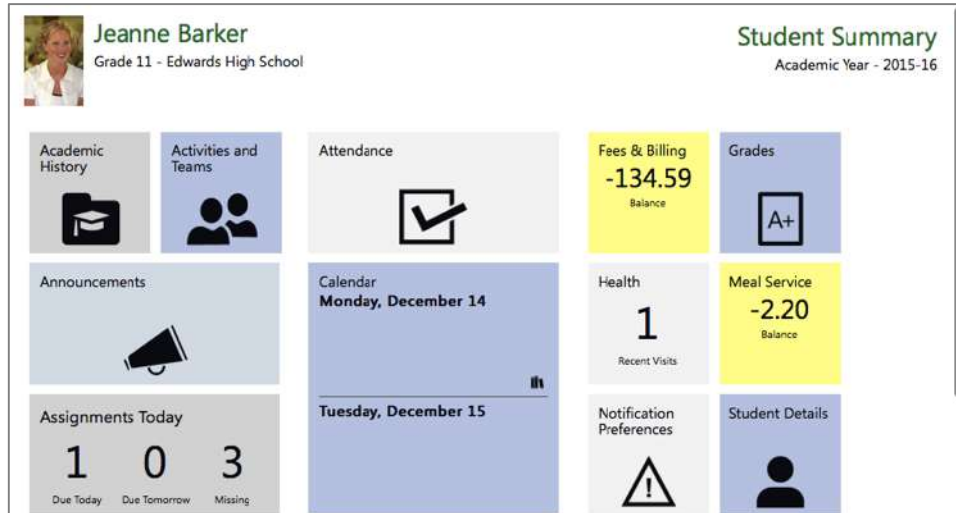 Jeanne Barker
Grade 11 - Edwards High School
Student Summary
Academic Year - 2015-16
Academic
History
Activities and
Teams
Attendance
Fees & Billing
-134.59
Balance
Grades
A+
Announcements
Calendar
Monday, December 14
Tuesday, December 15
Health
1
Recent Visits
Meal Service
-2.20
Balance
Assignments Today
1 0 3
Due Today Due Tomorrow Missing
Notification
Preferences
Student Details